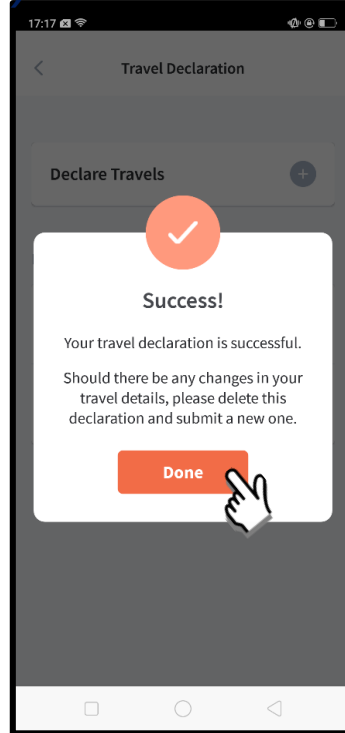 17:17
Travel Declaration
Declare Travels
Success!
Your travel declaration is successful.
Should there be any changes in your
travel details, please delete this
declaration and submit a new one.
Done